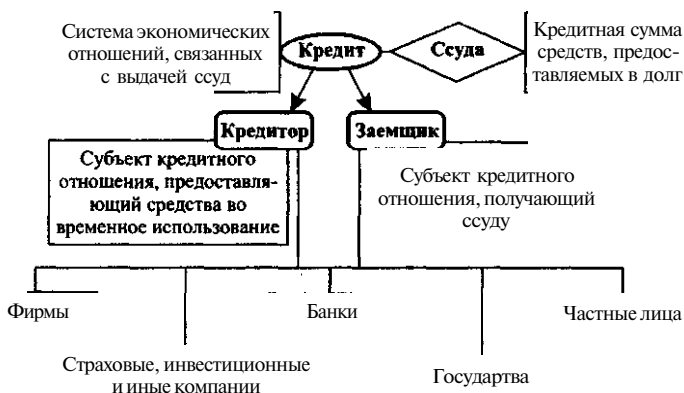 Система экономических
отношений, связанных
с выдачей ссуд
Кредит
Ссуда
Кредитная сумма
средств, предос-
тавляемых в долг
Кредитор
Заемщик
Субъект кредитного
отношения, предоставля-
ющий средства во
временное использование
Субъект кредитного
отношения, получающий
ссуду
Фирмы
Банки
Частные лица
Страховые, инвестиционные
и иные компании
Государтва